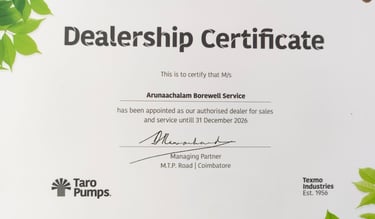 Dealership Certificate
This is to certify that M/s
Arunaachalam Borewell Service
has been appointed as our authorised dealer for sales
and service untill 31 December 2026
Managing Partner
M.T.P. Road | Coimbatore
Taro
Pumps.
Texmo
Industries
Est. 1956